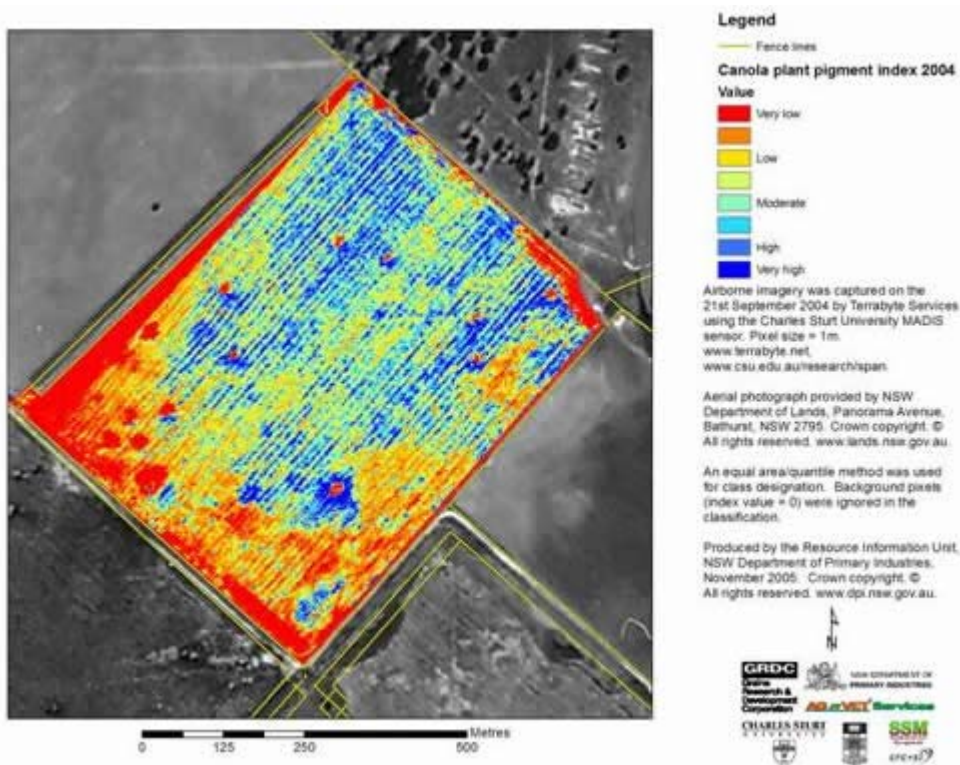 Legend
Fence lines
Canola plant pigment index 2004
Value
Very low
Low
Moderate
High
Very high
Airborne imagery was captured on the
21st September 2004 by Terrabyte Services
using the Charles Sturt University MADIS
sensor. Pixel size = 1m.
www.terrabyte.net,
www.csu.edu.au/research/span.
Aerial photograph provided by NSW
Department of Lands, Panorama Avenue,
Bathurst, NSW 2795. Crown copyright. ©
All rights reserved. www.lands.nsw.gov.au.
An equal area/quantile method was used
for class designation. Background pixels
(index value = 0) were ignored in the
classification.
Produced by the Resource Information Unit,
NSW Department of Primary Industries,
November 2005. Crown copyright. ©
All rights reserved. www.dpi.nsw.gov.au.
N
GRDC
Grains
Research &
Development
Corporation
NSW DEPARTMENT OF
PRIMARY INDUSTRIES
Services
CHARLES STURT
UNIVERSITY
SSM
Metres
0 125 250 500